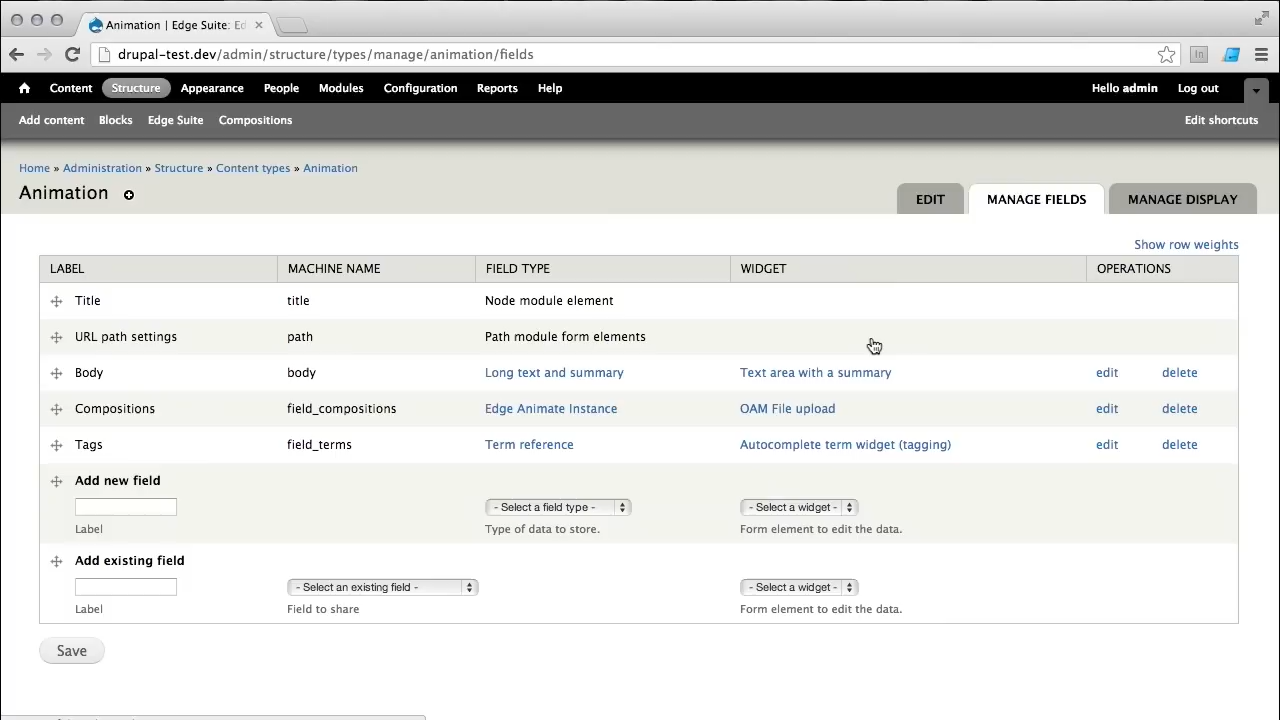 Animation | Edge Suite: Ed
drupal-test.dev/admin/structure/types/manage/animation/fields
Content Structure Appearance People Modules Configuration Reports Help Hello admin Log out
Add content Blocks Edge Suite Compositions Edit shortcuts
Home » Administration » Structure » Content types » Animation
Animation
EDIT MANAGE FIELDS MANAGE DISPLAY
Show row weights
LABEL MACHINE NAME FIELD TYPE WIDGET OPERATIONS
Title title Node module element
URL path settings path Path module form elements
Body body Long text and summary Text area with a summary edit delete
Compositions field_compositions Edge Animate Instance OAM File upload edit delete
Tags field_terms Term reference Autocomplete term widget (tagging) edit delete
Add new field
- Select a field type - - Select a widget -
Label Type of data to store. Form element to edit the data.
Add existing field
- Select an existing field - - Select a widget -
Label Field to share Form element to edit the data.
Save